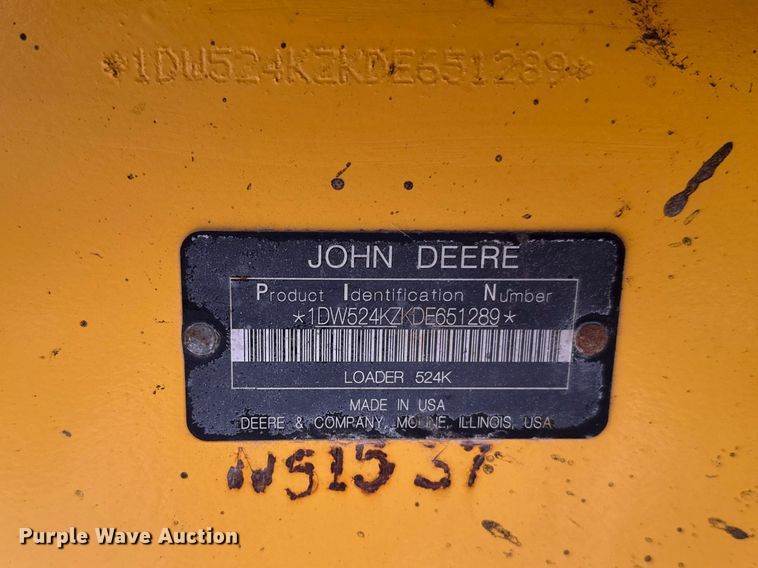 *1DW524KZKDE651289*
JOHN DEERE
Product Identification Number
*1DW524KZKDE651289*
LOADER 524K
MADE IN USA
DEERE & COMPANY, MOLINE, ILLINOIS, USA
NS15 37
Purple Wave Auction